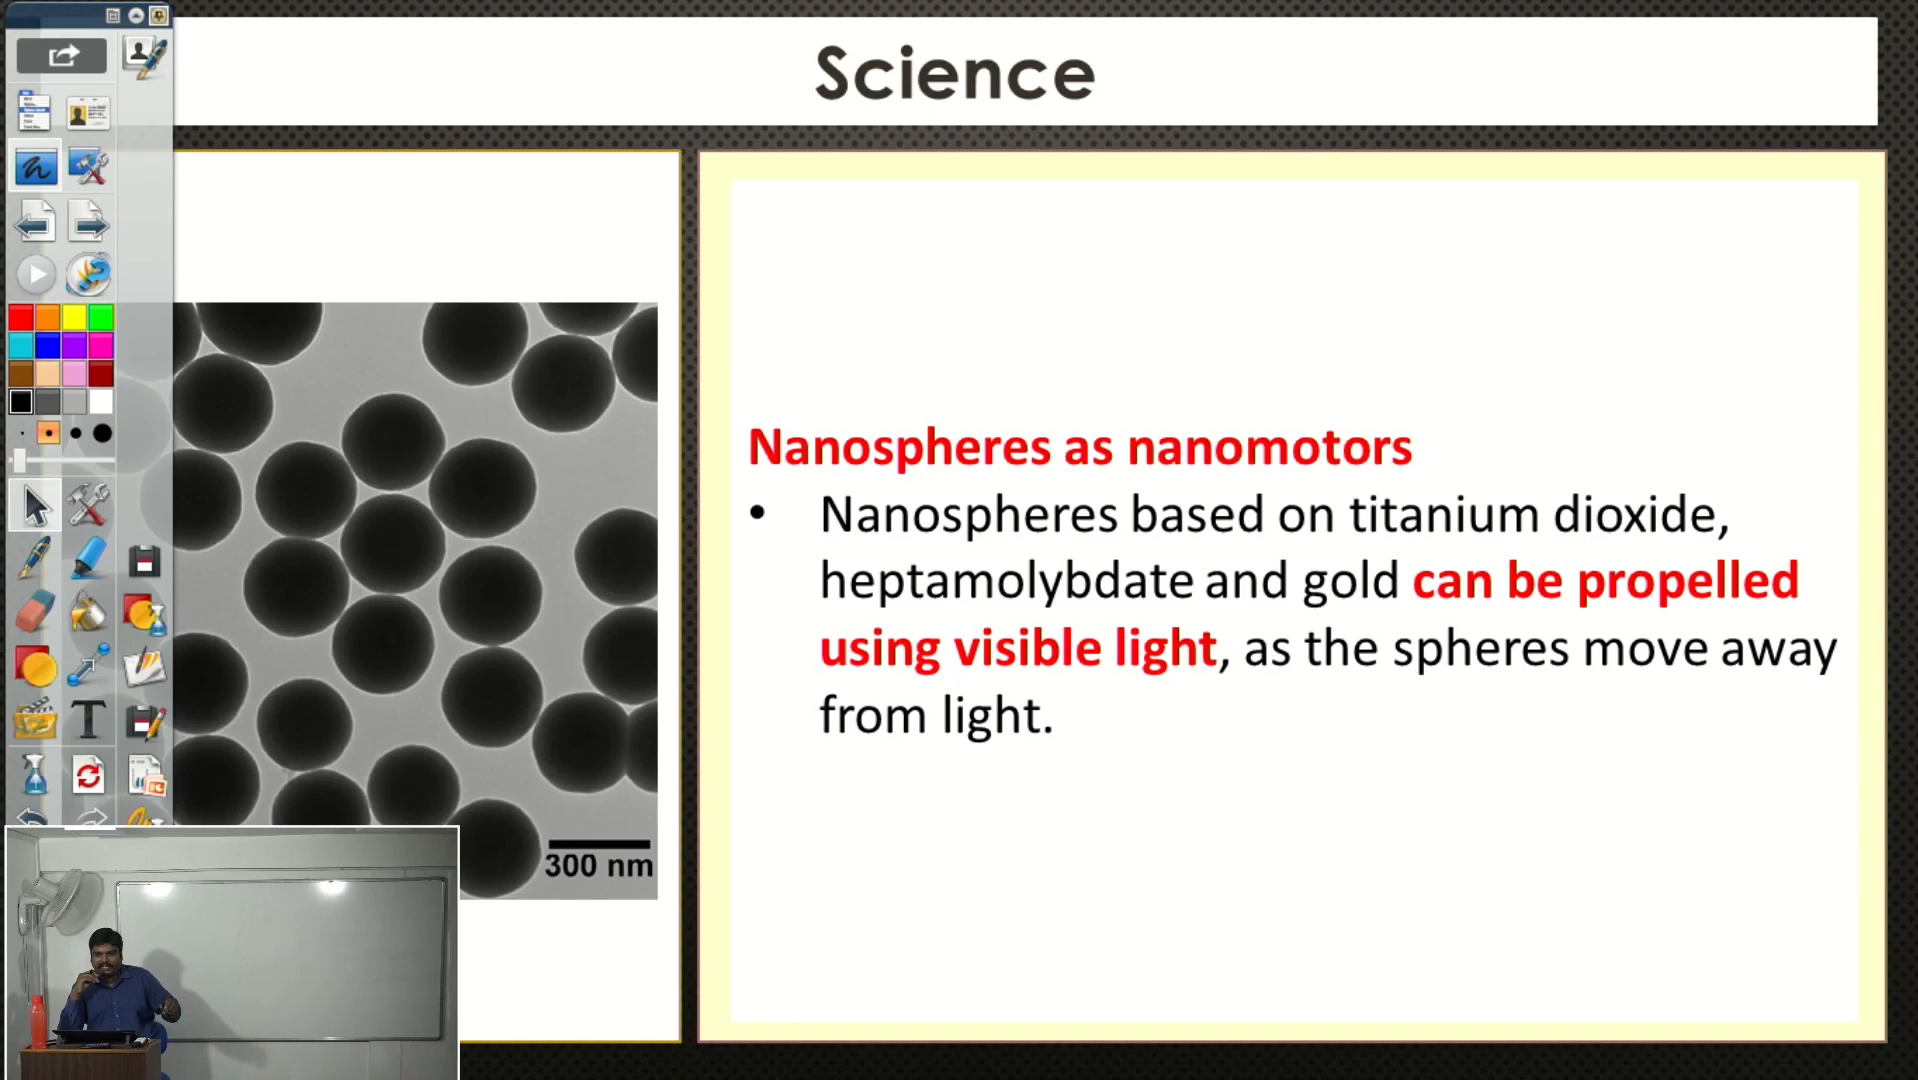 Science
Nanospheres as nanomotors
• Nanospheres based on titanium dioxide,
heptamolybdate and gold can be propelled
using visible light, as the spheres move away
from light.
300 nm